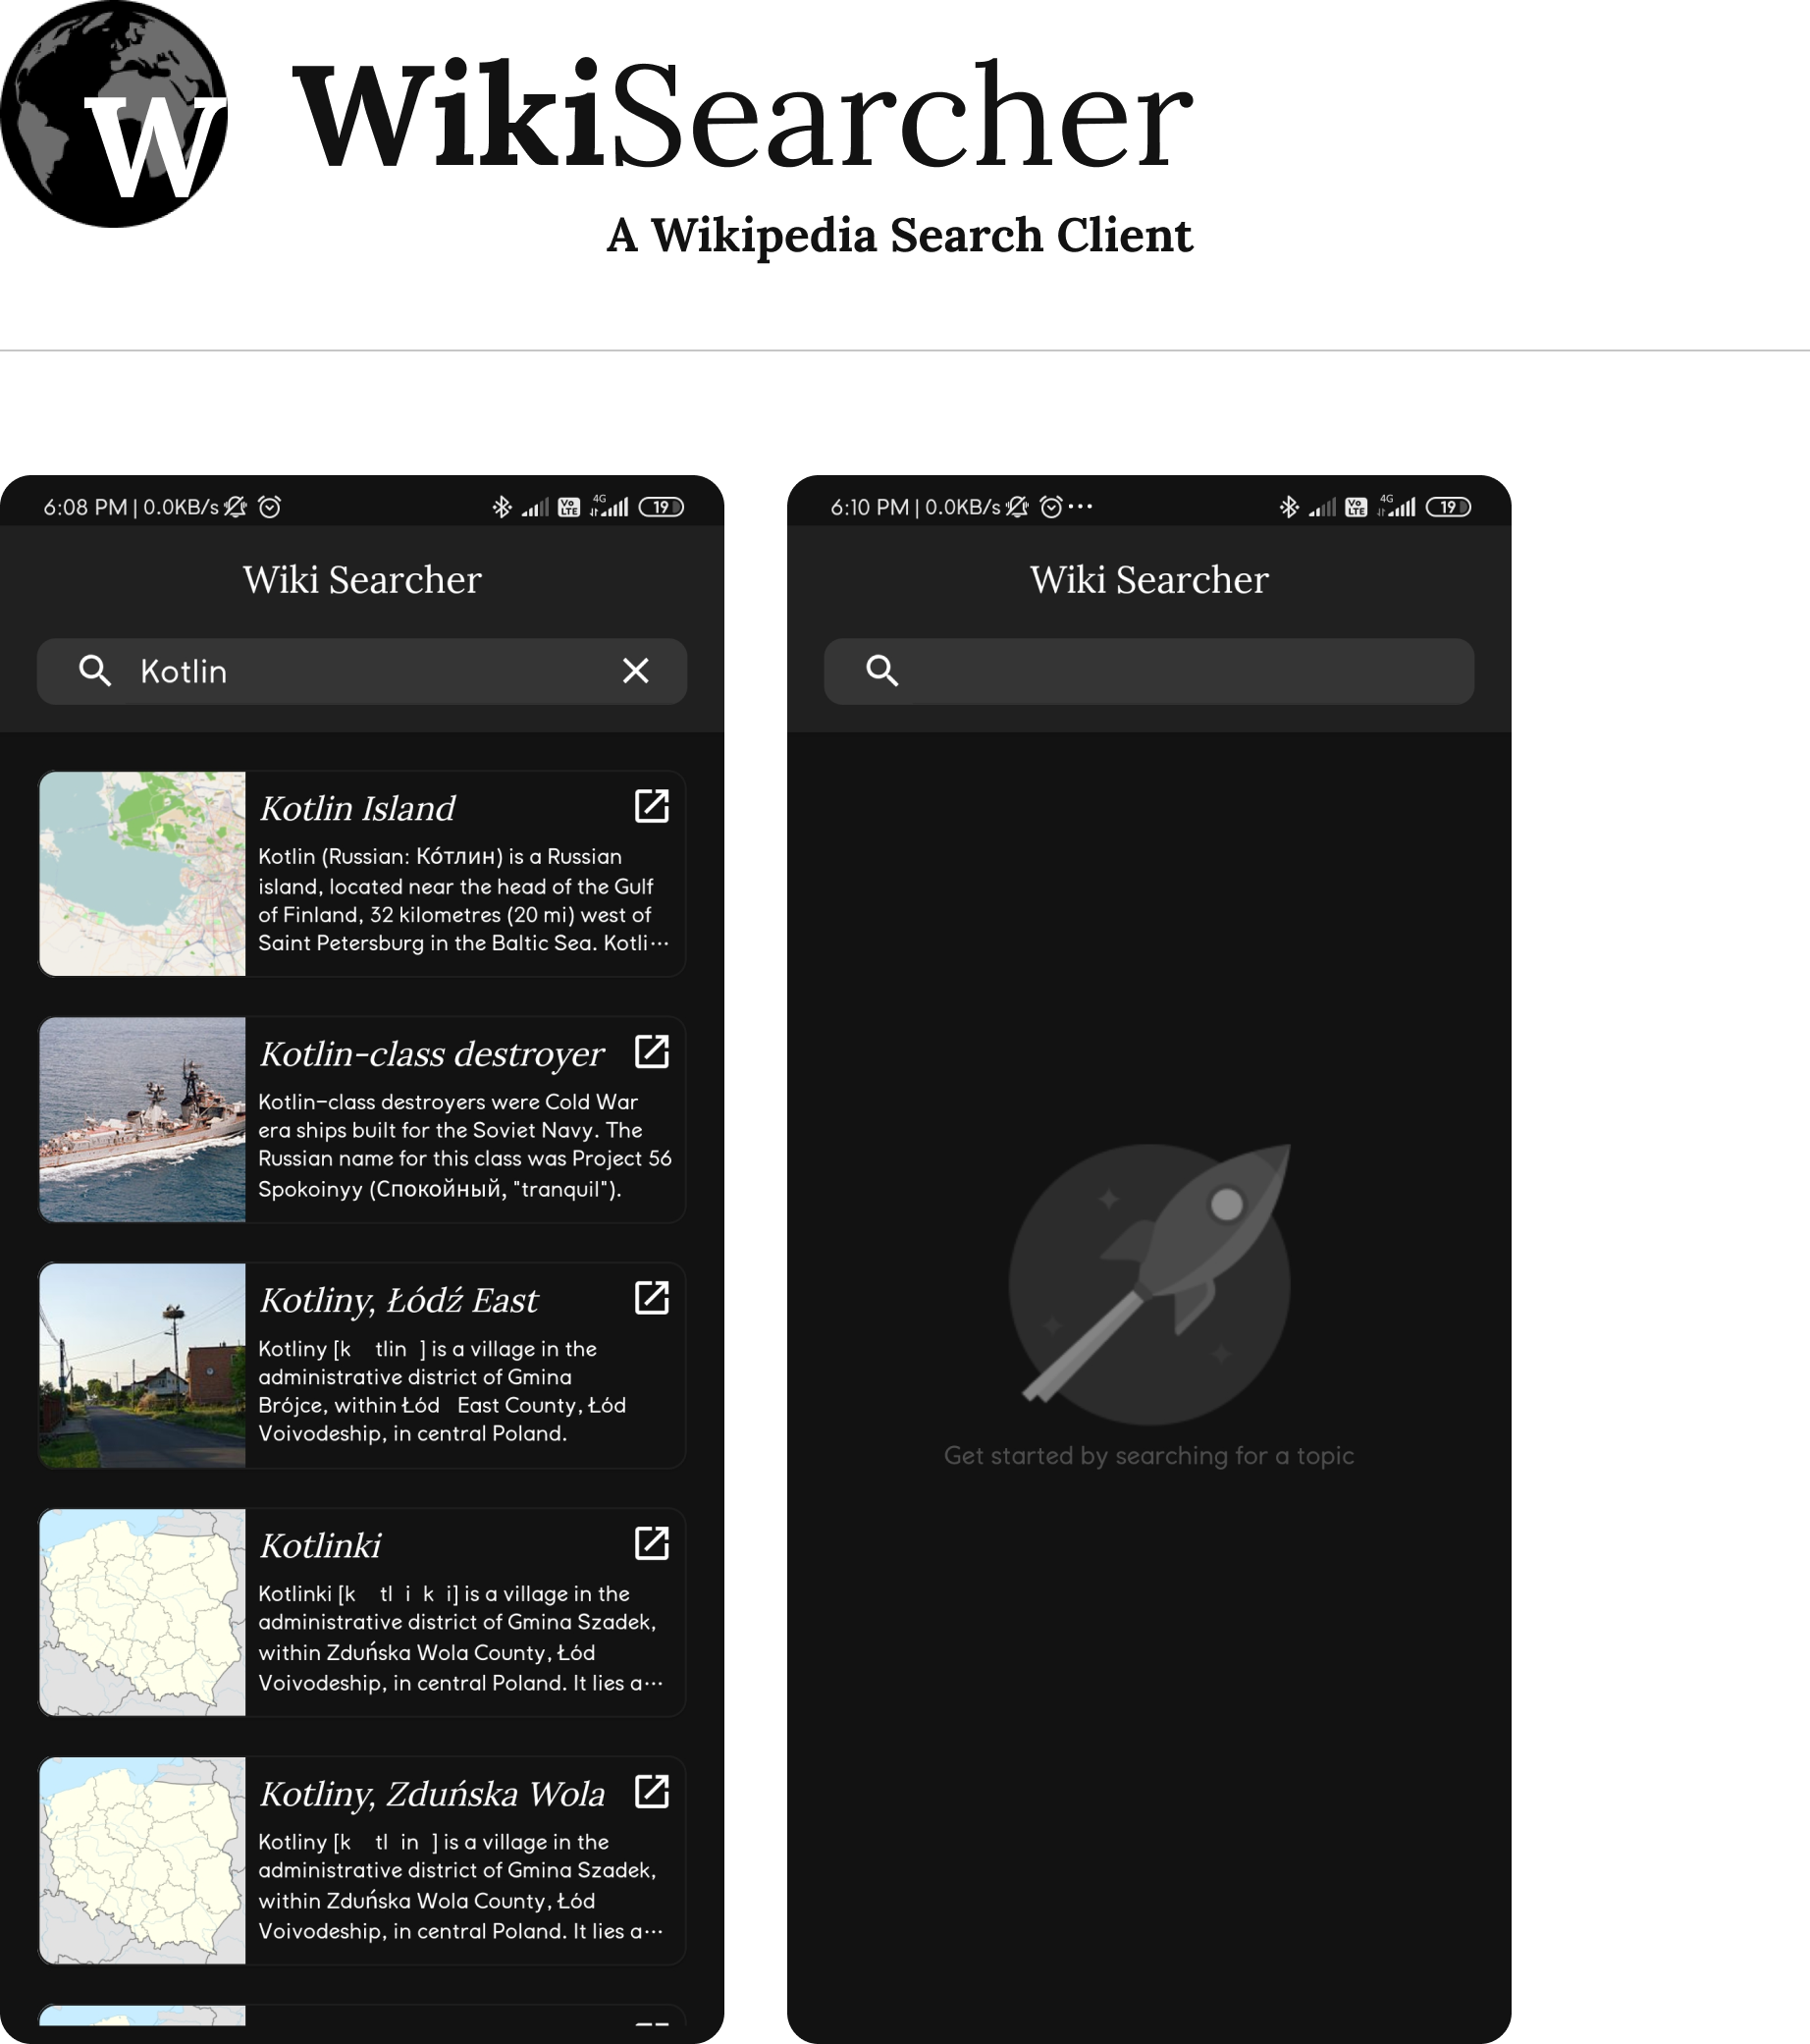 W
WikiSearcher
A Wikipedia Search Client
6:08 PM | 0.0KB/s
Vo LTE 4G 19
Wiki Searcher
Kotlin
Kotlin Island
Kotlin (Russian: Ко́тлин) is a Russian
island, located near the head of the Gulf
of Finland, 32 kilometres (20 mi) west of
Saint Petersburg in the Baltic Sea. Kotli...
Kotlin-class destroyer
Kotlin-class destroyers were Cold War
era ships built for the Soviet Navy. The
Russian name for this class was Project 56
Spokoinyy (Спокойный, "tranquil").
Kotliny, Łódź East
Kotliny [k tlin ] is a village in the
administrative district of Gmina
Brójce, within Łód East County, Łód
Voivodeship, in central Poland.
Kotlinki
Kotlinki [k tl i k i] is a village in the
administrative district of Gmina Szadek,
within Zduńska Wola County, Łód
Voivodeship, in central Poland. It lies a...
Kotliny, Zduńska Wola
Kotliny [k tl in ] is a village in the
administrative district of Gmina Szadek,
within Zduńska Wola County, Łód
Voivodeship, in central Poland. It lies a...
6:10 PM | 0.0KB/s ...
Vo LTE 4G 19
Wiki Searcher
Get started by searching for a topic